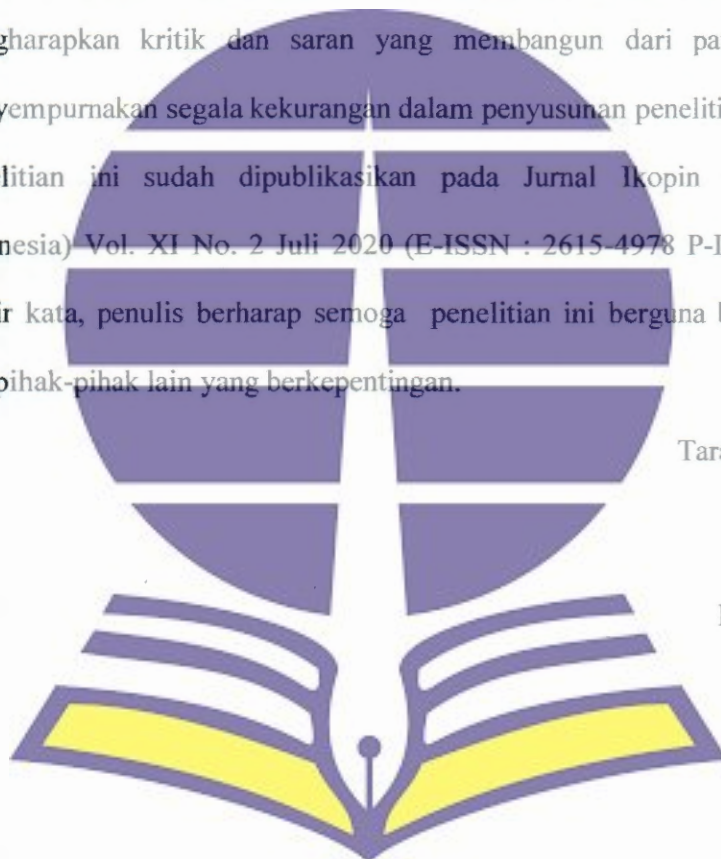 gharapkan kritik dan saran yang membangun dari pa
yempurnakan segala kekurangan dalam penyusunan peneliti
litian ini sudah dipublikasikan pada Jurnal Ikopin
nesia) Vol. XI No. 2 Juli 2020 (E-ISSN : 2615-4978 P-I
ir kata, penulis berharap semoga penelitian ini berguna b
pihak-pihak lain yang berkepentingan.
Tara